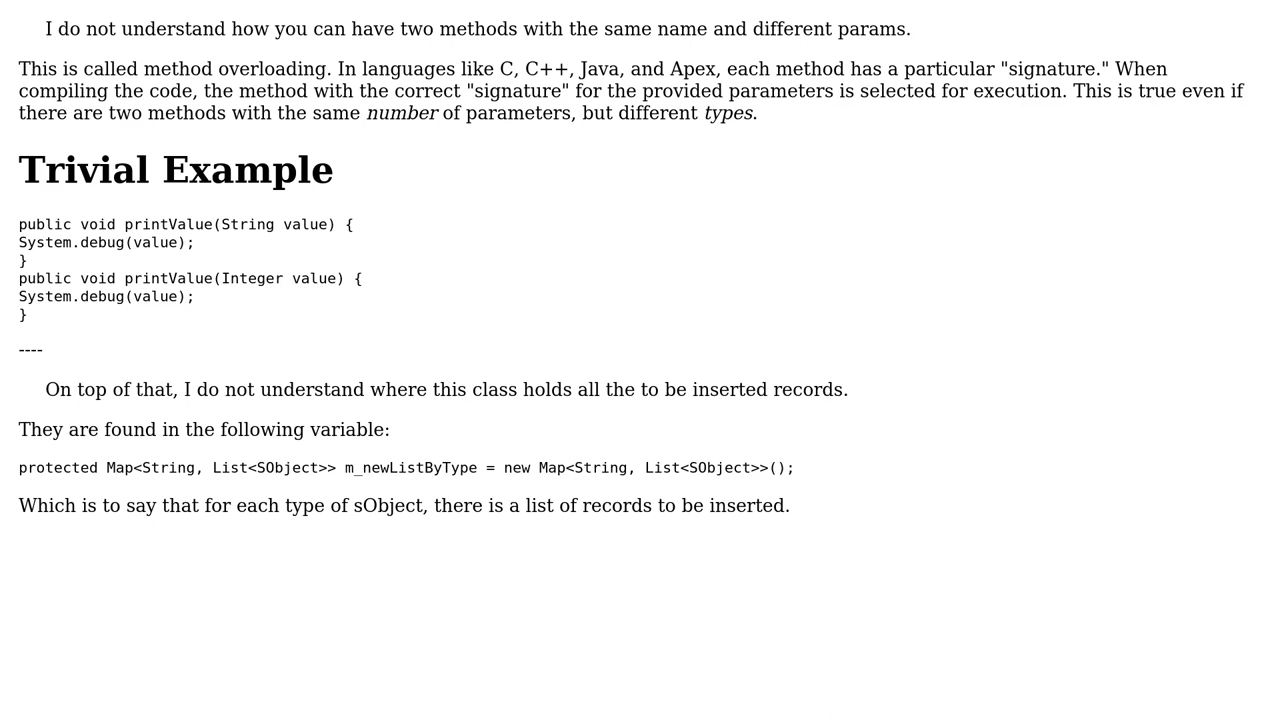 I do not understand how you can have two methods with the same name and different params.
This is called method overloading. In languages like C, C++, Java, and Apex, each method has a particular "signature." When
compiling the code, the method with the correct "signature" for the provided parameters is selected for execution. This is true even if
there are two methods with the same number of parameters, but different types.
Trivial Example
public void printValue(String value) {
System.debug(value);
}
public void printValue(Integer value) {
System.debug(value);
}
----
On top of that, I do not understand where this class holds all the to be inserted records.
They are found in the following variable:
protected Map<String, List<SObject>> m_newListByType = new Map<String, List<SObject>>();
Which is to say that for each type of sObject, there is a list of records to be inserted.